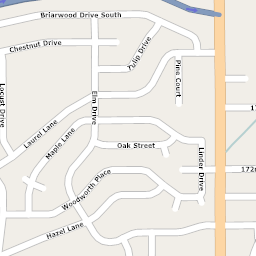 Briarwood Drive South
Chestnut Drive
Tulip Drive
Pine Court
Elm Drive
Locust Drive
Laurel Lane
Maple Lane
Oak Street
Linder Drive
Woodworth Place
Hazel Lane